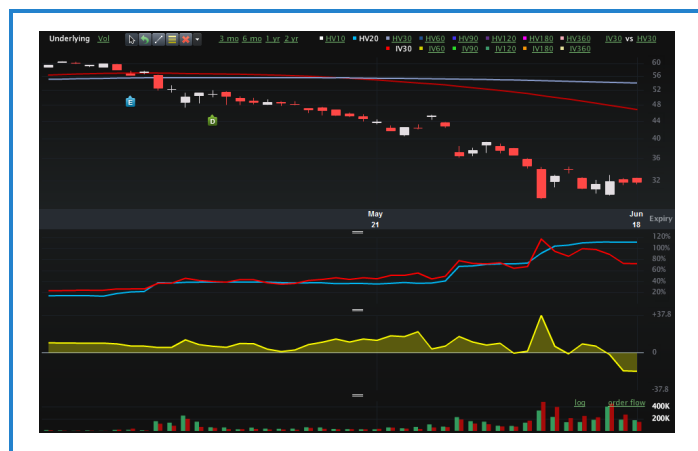 Underlying Vol 3 mo 6 mo 1 yr 2 yr HV10 HV20 HV30 HV60 HV90 HV120 HV180 HV360 IV30 vs HV30
IV30 IV60 IV90 IV120 IV180 IV360
60
56
52
48
44
40
36
32
E
D
May Jun
21 18 Expiry
120%
100%
80%
60%
40%
20%
+37.8
0
-37.8
log order flow
400K
200K